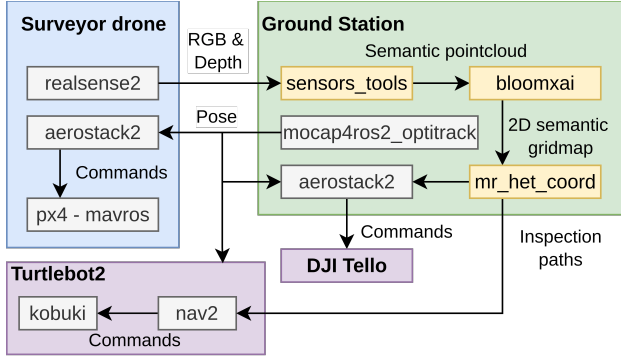 Surveyor drone
realsense2
aerostack2
Commands
px4 - mavros
RGB &
Depth
Pose
Ground Station
Semantic pointcloud
sensors_tools
bloomxai
mocap4ros2_optitrack
2D semantic
gridmap
aerostack2
mr_het_coord
Commands
Inspection
paths
DJI Tello
Turtlebot2
kobuki
nav2
Commands